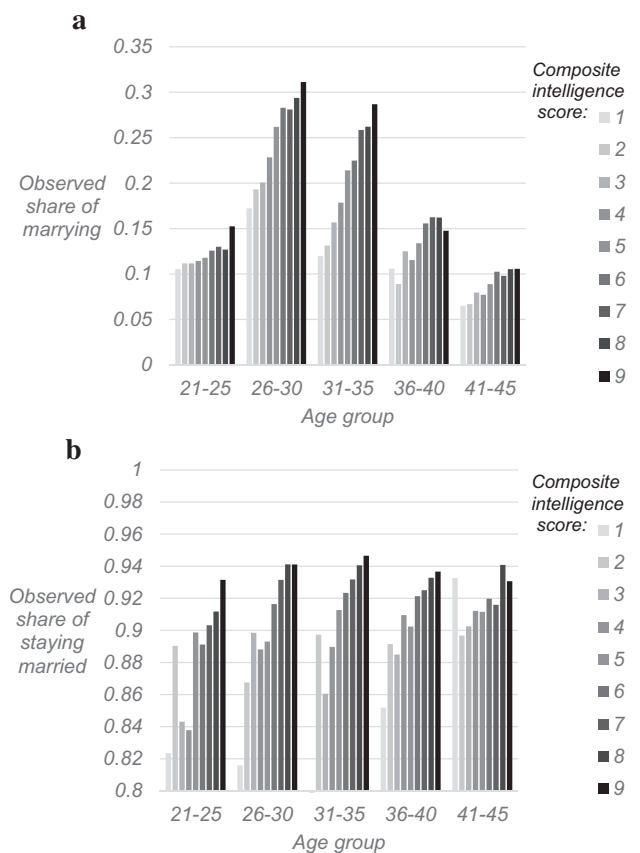 a
0.35
0.3
0.25
0.2
0.15
0.1
0.05
0
Observed
share of
marrying
21-25 26-30 31-35 36-40 41-45
Age group
Composite
intelligence
score:
1
2
3
4
5
6
7
8
9
b
1
0.98
0.96
0.94
0.92
0.9
0.88
0.86
0.84
0.82
0.8
Observed
share of
staying
married
21-25 26-30 31-35 36-40 41-45
Age group
Composite
intelligence
score:
1
2
3
4
5
6
7
8
9